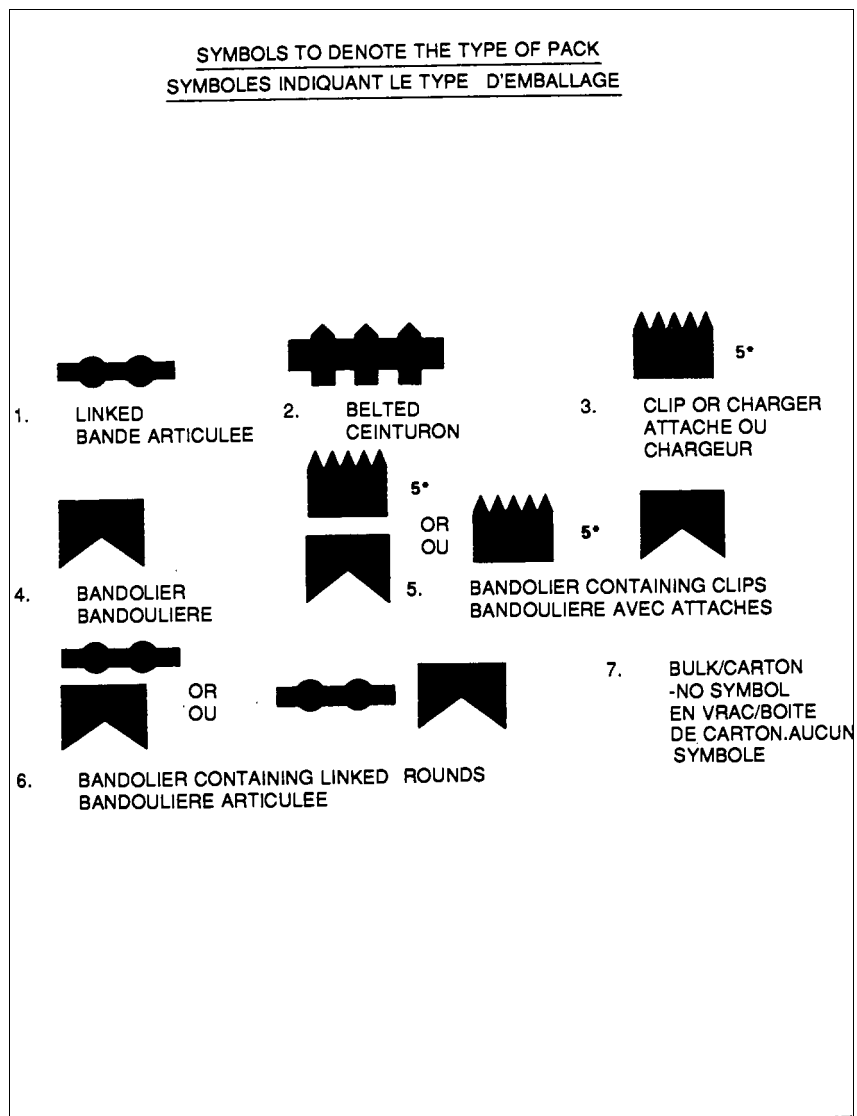 SYMBOLS TO DENOTE THE TYPE OF PACK
SYMBOLES INDIQUANT LE TYPE D'EMBALLAGE
5*
1. LINKED
BANDE ARTICULEE
2. BELTED
CEINTURON
3. CLIP OR CHARGER
ATTACHE OU
CHARGEUR
5*
OR
OU
5*
4. BANDOLIER
BANDOULIERE
5. BANDOLIER CONTAINING CLIPS
BANDOULIERE AVEC ATTACHES
OR
OU
6. BANDOLIER CONTAINING LINKED ROUNDS
BANDOULIERE ARTICULEE
7. BULK/CARTON
-NO SYMBOL
EN VRAC/BOITE
DE CARTON.AUCUN
SYMBOLE